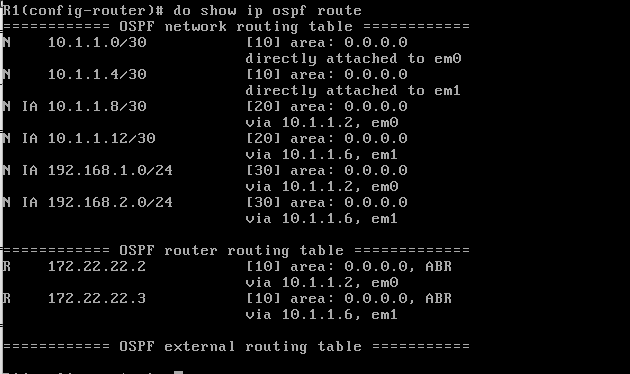 R1(config-router)# do show ip ospf route
============ OSPF network routing table ============
N    10.1.1.0/30           [10] area: 0.0.0.0
                           directly attached to em0
N    10.1.1.4/30           [10] area: 0.0.0.0
                           directly attached to em1
N IA 10.1.1.8/30           [20] area: 0.0.0.0
                           via 10.1.1.2, em0
N IA 10.1.1.12/30          [20] area: 0.0.0.0
                           via 10.1.1.6, em1
N IA 192.168.1.0/24        [30] area: 0.0.0.0
                           via 10.1.1.2, em0
N IA 192.168.2.0/24        [30] area: 0.0.0.0
                           via 10.1.1.6, em1
============ OSPF router routing table =============
R    172.22.22.2           [10] area: 0.0.0.0, ABR
                           via 10.1.1.2, em0
R    172.22.22.3           [10] area: 0.0.0.0, ABR
                           via 10.1.1.6, em1
============ OSPF external routing table ===========